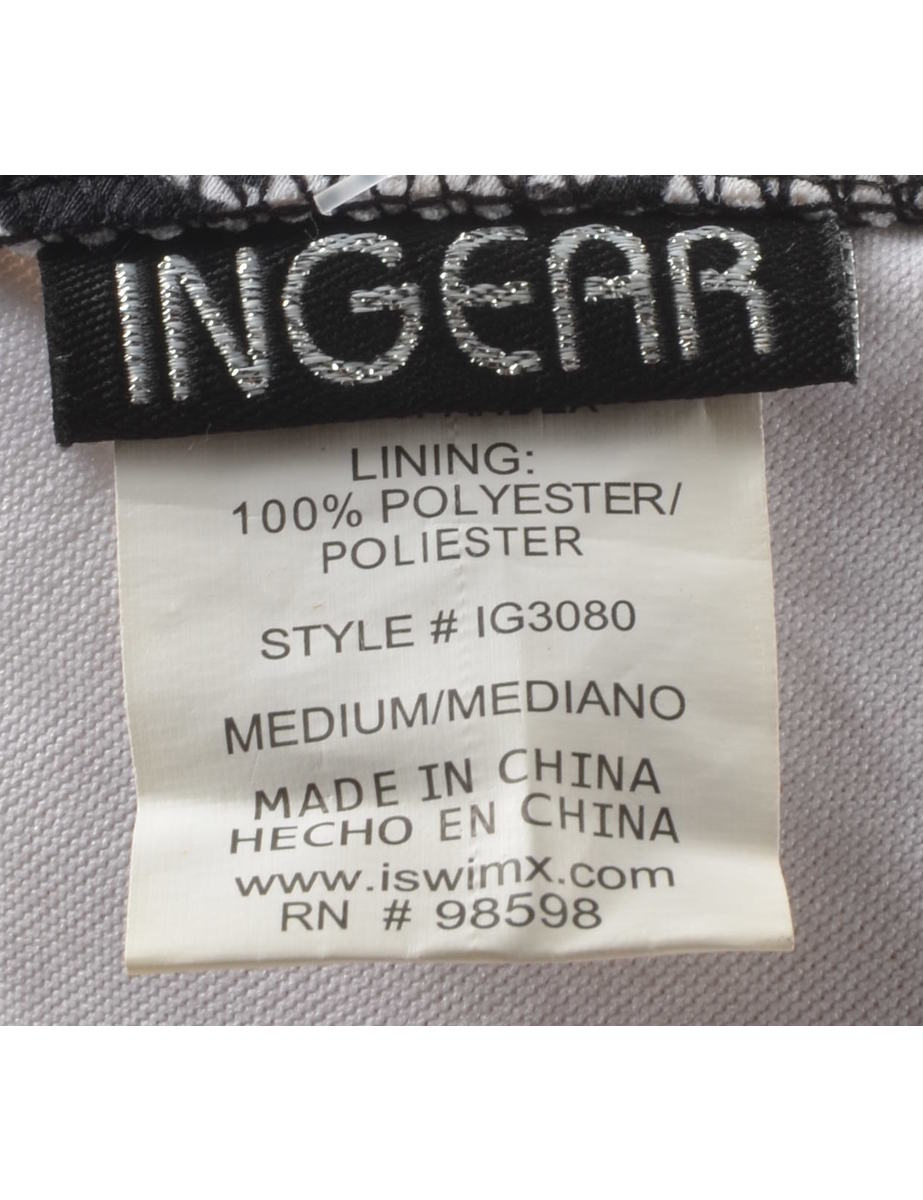 INGEAR
LINING:
100% POLYESTER/
POLIESTER
STYLE # IG3080
MEDIUM/MEDIANO
MADE IN CHINA
HECHO EN CHINA
www.iswimx.com
RN # 98598